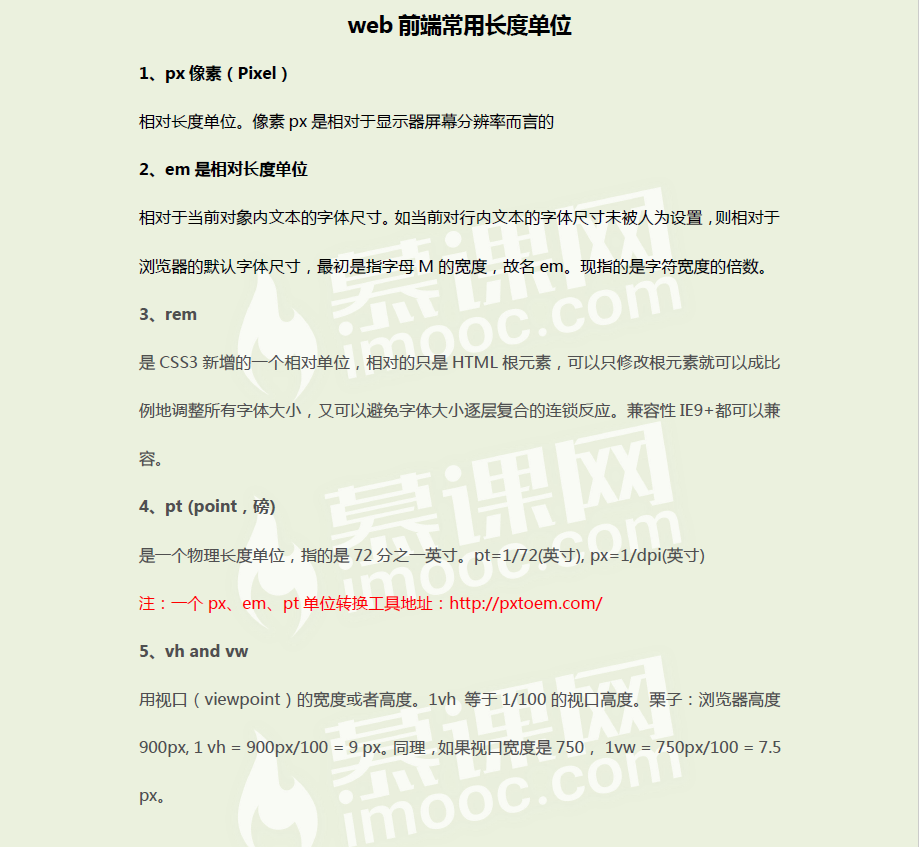 web 前端常用长度单位
1、px 像素（Pixel）
相对长度单位。像素 px 是相对于显示器屏幕分辨率而言的
2、em 是相对长度单位
相对于当前对象内文本的字体尺寸。如当前对行内文本的字体尺寸未被人为设置，则相对于
浏览器的默认字体尺寸，最初是指字母 M 的宽度，故名 em。现指的是字符宽度的倍数。
慕课网
imooc.com
3、rem
是 CSS3 新增的一个相对单位，相对的只是 HTML 根元素，可以只修改根元素就可以成比
例地调整所有字体大小，又可以避免字体大小逐层复合的连锁反应。兼容性 IE9+都可以兼
容。
慕课网
imooc.com
4、pt (point，磅)
是一个物理长度单位，指的是 72 分之一英寸。pt=1/72(英寸), px=1/dpi(英寸)
注：一个 px、em、pt 单位转换工具地址：http://pxtoem.com/
5、vh and vw
用视口（viewpoint）的宽度或者高度。1vh 等于 1/100 的视口高度。栗子：浏览器高度
900px, 1 vh = 900px/100 = 9 px。同理，如果视口宽度是 750， 1vw = 750px/100 = 7.5
px。
慕课网
imooc.com